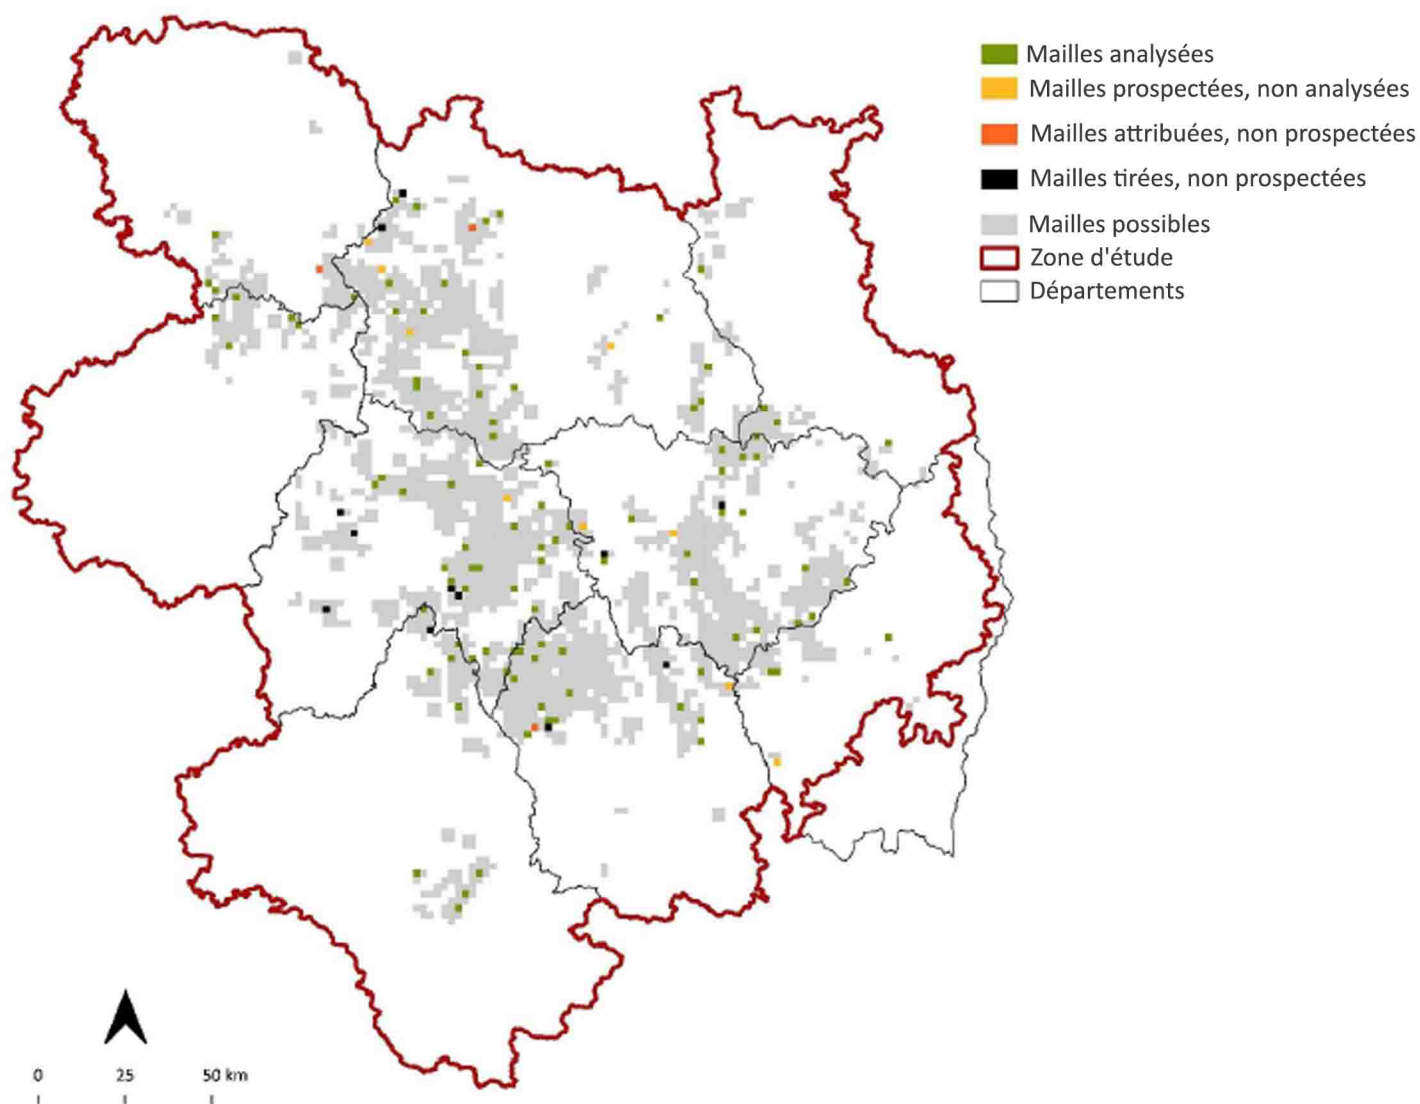 Mailles analysées
Mailles prospectées, non analysées
Mailles attribuées, non prospectées
Mailles tirées, non prospectées
Mailles possibles
Zone d'étude
Départements
0 25 50 km